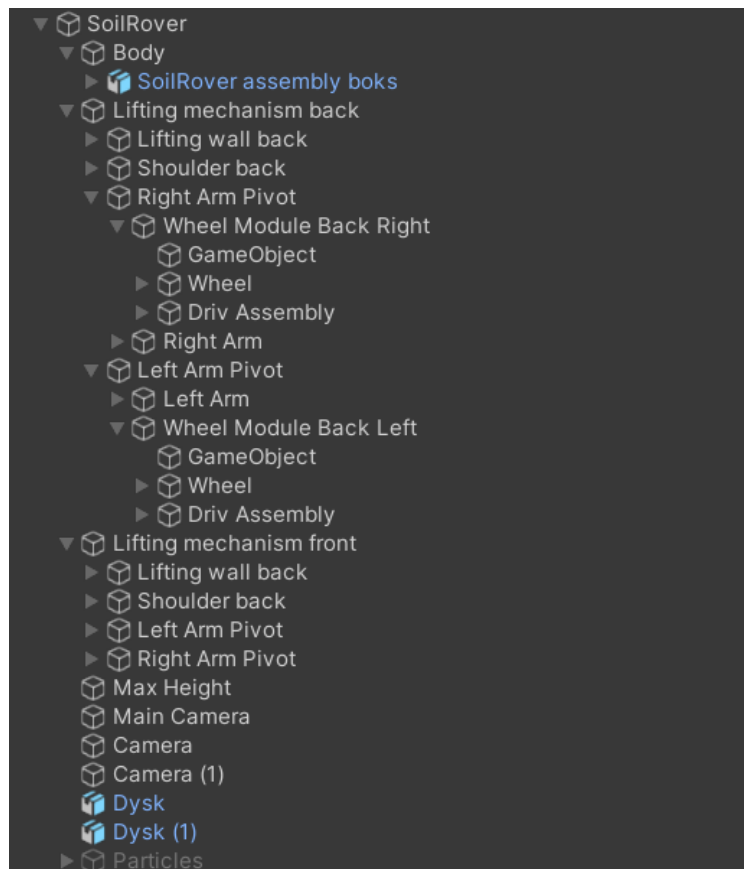 SoilRover
Body
SoilRover assembly boks
Lifting mechanism back
Lifting wall back
Shoulder back
Right Arm Pivot
Wheel Module Back Right
GameObject
Wheel
Driv Assembly
Right Arm
Left Arm Pivot
Left Arm
Wheel Module Back Left
GameObject
Wheel
Driv Assembly
Lifting mechanism front
Lifting wall back
Shoulder back
Left Arm Pivot
Right Arm Pivot
Max Height
Main Camera
Camera
Camera (1)
Dysk
Dysk (1)
Particles